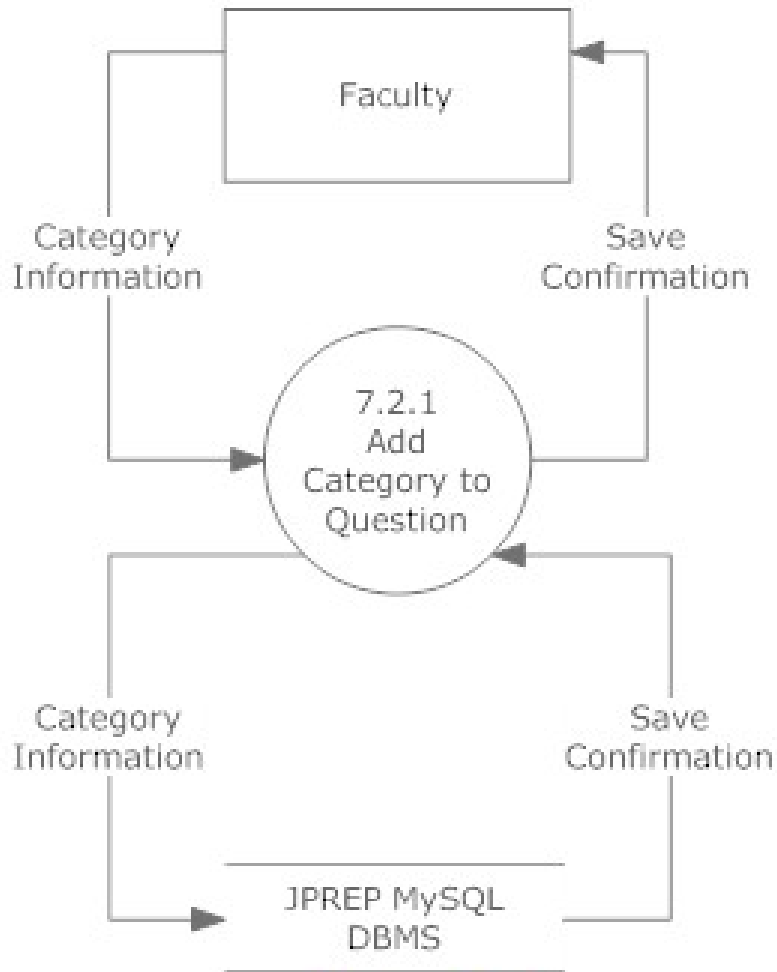 Faculty
Category
Information
Save
Confirmation
7.2.1
Add
Category to
Question
Category
Information
Save
Confirmation
JPREP MySQL
DBMS